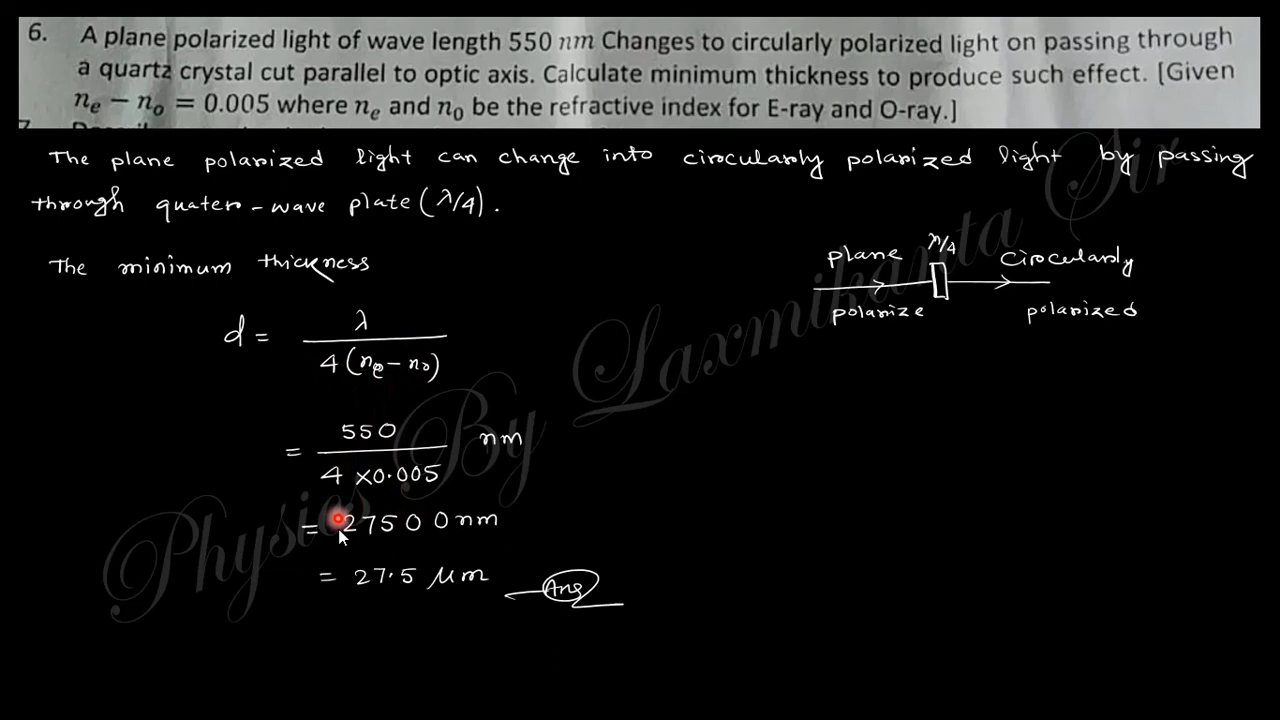 6. A plane polarized light of wave length 550 nm Changes to circularly polarized light on passing through
a quartz crystal cut parallel to optic axis. Calculate minimum thickness to produce such effect. [Given
nₑ − nₒ = 0.005 where nₑ and n₀ be the refractive index for E-ray and O-ray.]
The plane polarized light can change into circularly polarized light by passing
through quater-wave plate (λ/4).
The minimum thickness
plane λ/4 circularly
polarize polarized
d = λ / 4(nₑ − n₀)
= 550 / 4 × 0.005 nm
= 27500 nm
= 27.5 μm Ans
Physics By Laxmikanta Sir